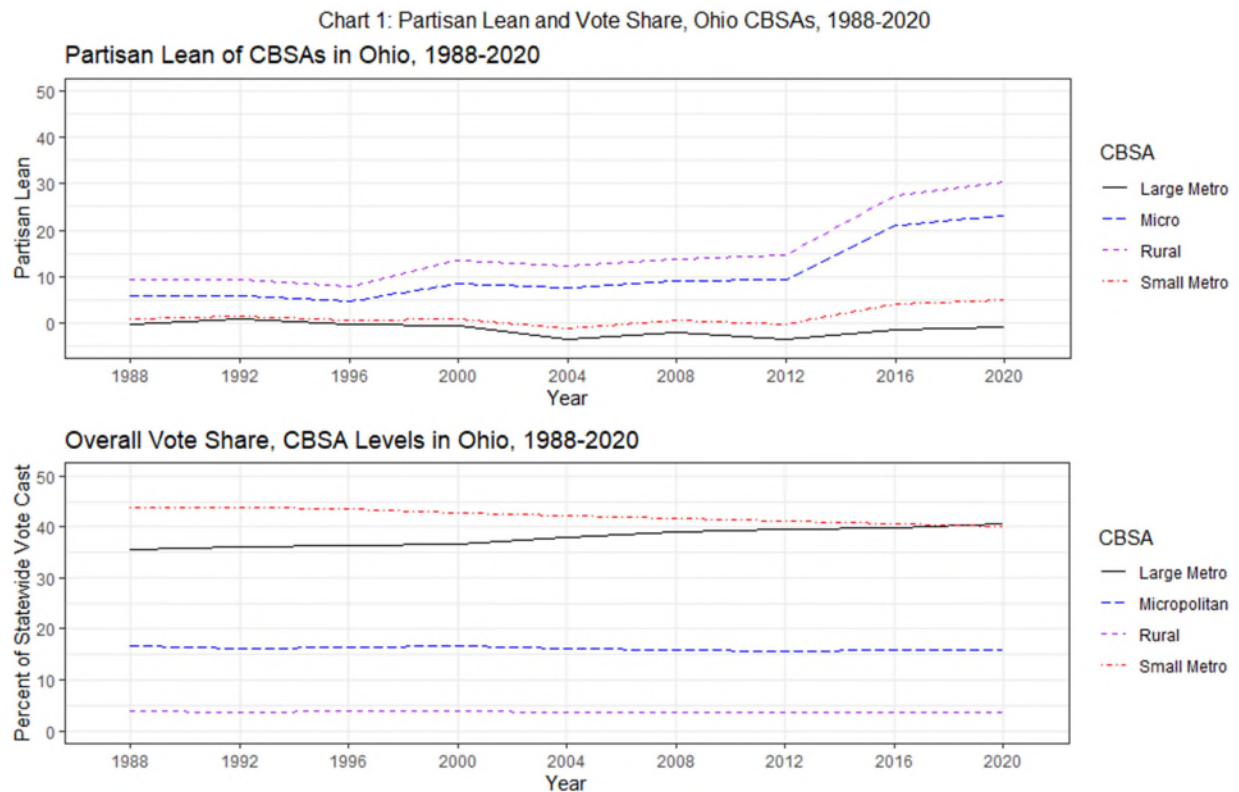 Chart 1: Partisan Lean and Vote Share, Ohio CBSAs, 1988-2020
Partisan Lean of CBSAs in Ohio, 1988-2020
50
40
30
20
10
0
Partisan Lean
1988 1992 1996 2000 2004 2008 2012 2016 2020
Year
CBSA
Large Metro
Micro
Rural
Small Metro
Overall Vote Share, CBSA Levels in Ohio, 1988-2020
50
40
30
20
10
0
Percent of Statewide Vote Cast
1988 1992 1996 2000 2004 2008 2012 2016 2020
Year
CBSA
Large Metro
Micropolitan
Rural
Small Metro